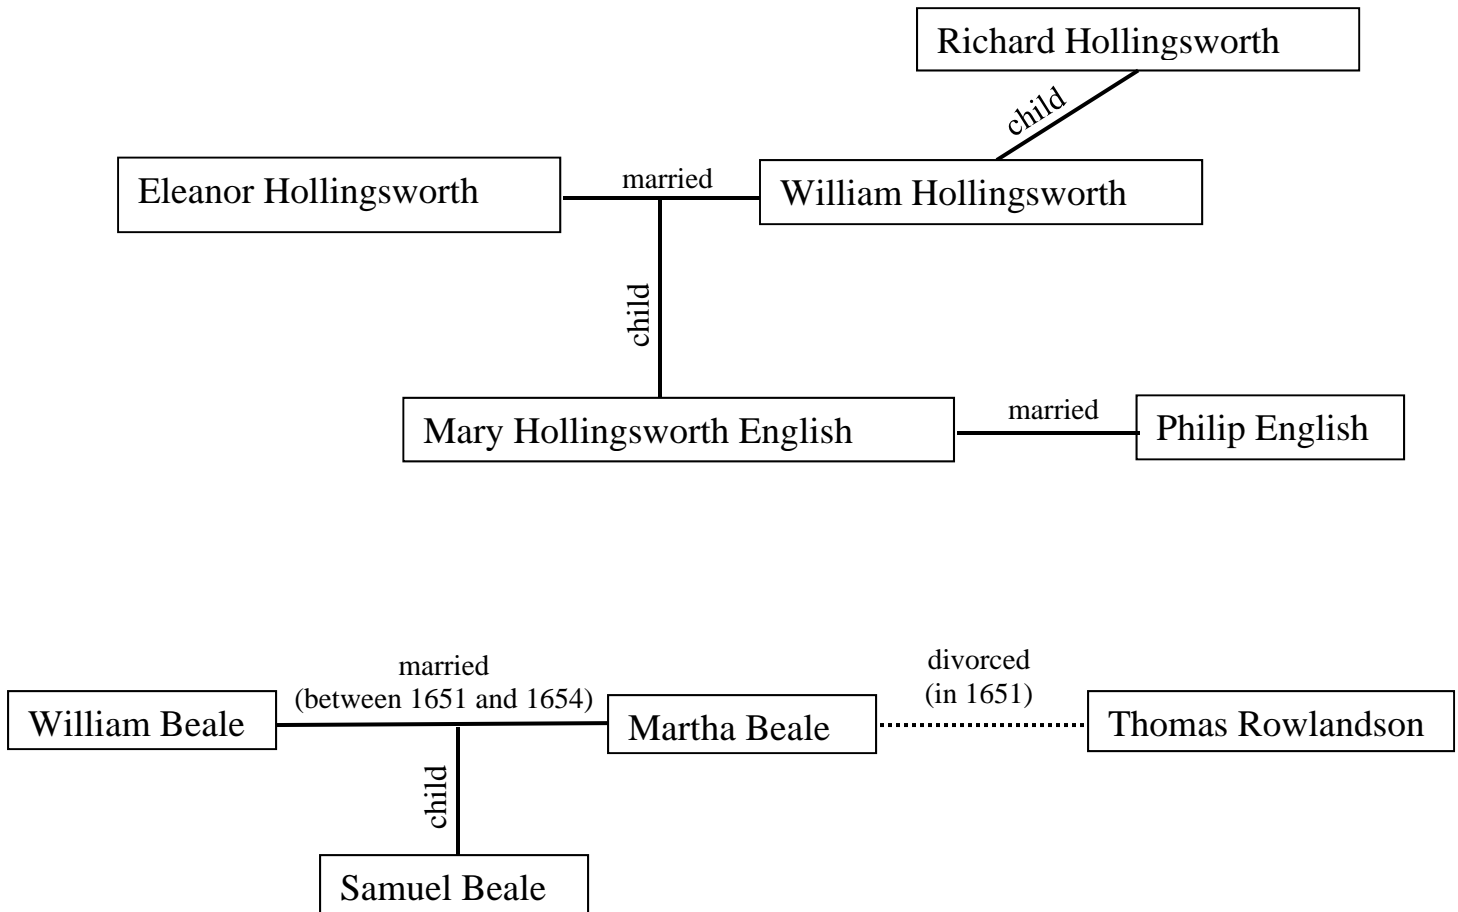 Richard Hollingsworth
child
Eleanor Hollingsworth
married
William Hollingsworth
child
Mary Hollingsworth English
married
Philip English
married
(between 1651 and 1654)
divorced
(in 1651)
William Beale
Martha Beale
Thomas Rowlandson
child
Samuel Beale